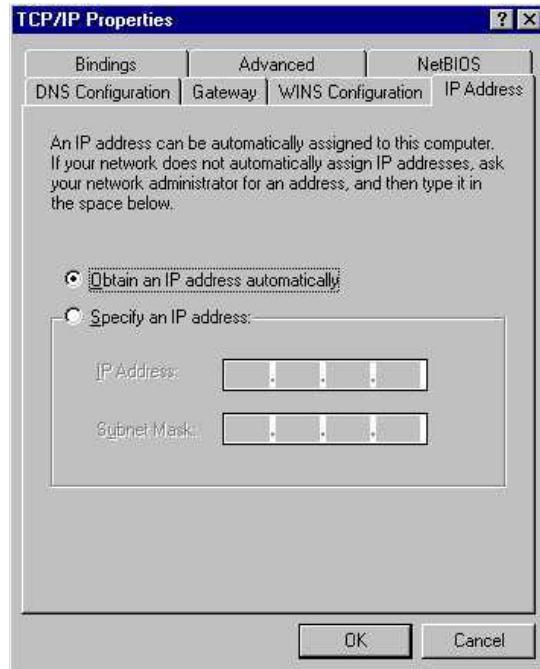 TCP/IP Properties
? X
Bindings Advanced NetBIOS
DNS Configuration Gateway WINS Configuration IP Address
An IP address can be automatically assigned to this computer.
If your network does not automatically assign IP addresses, ask
your network administrator for an address, and then type it in
the space below.
Obtain an IP address automatically
Specify an IP address:
IP Address: . . .
Subnet Mask: . . .
OK Cancel